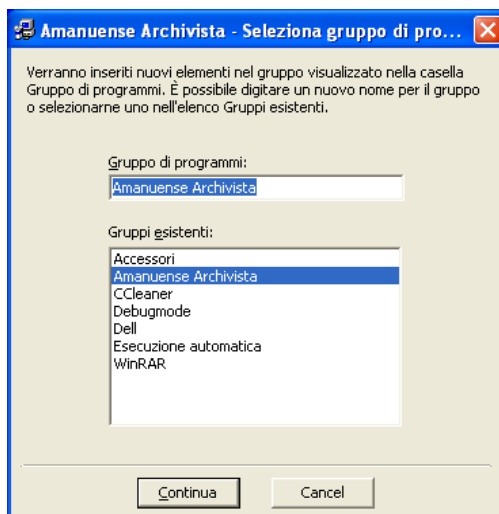 Amanuense Archivista - Seleziona gruppo di pro...
Verranno inseriti nuovi elementi nel gruppo visualizzato nella casella
Gruppo di programmi. È possibile digitare un nuovo nome per il gruppo
o selezionarne uno nell'elenco Gruppi esistenti.
Gruppo di programmi:
Amanuense Archivista
Gruppi esistenti:
Accessori
Amanuense Archivista
CCleaner
Debugmode
Dell
Esecuzione automatica
WinRAR
Continua
Cancel